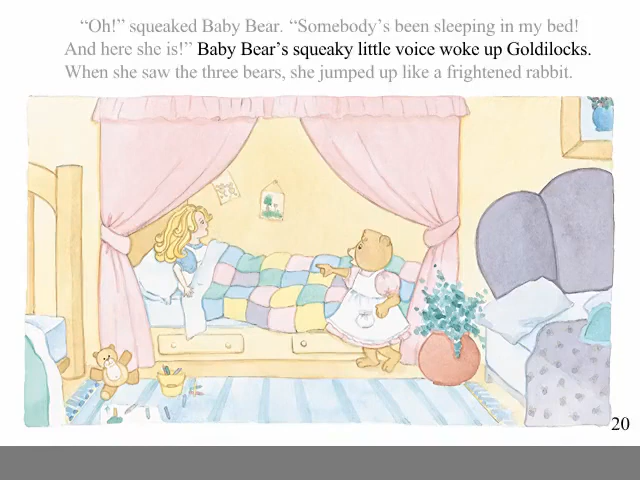 “Oh!” squeaked Baby Bear. “Somebody’s been sleeping in my bed!
And here she is!” Baby Bear’s squeaky little voice woke up Goldilocks.
When she saw the three bears, she jumped up like a frightened rabbit.
20